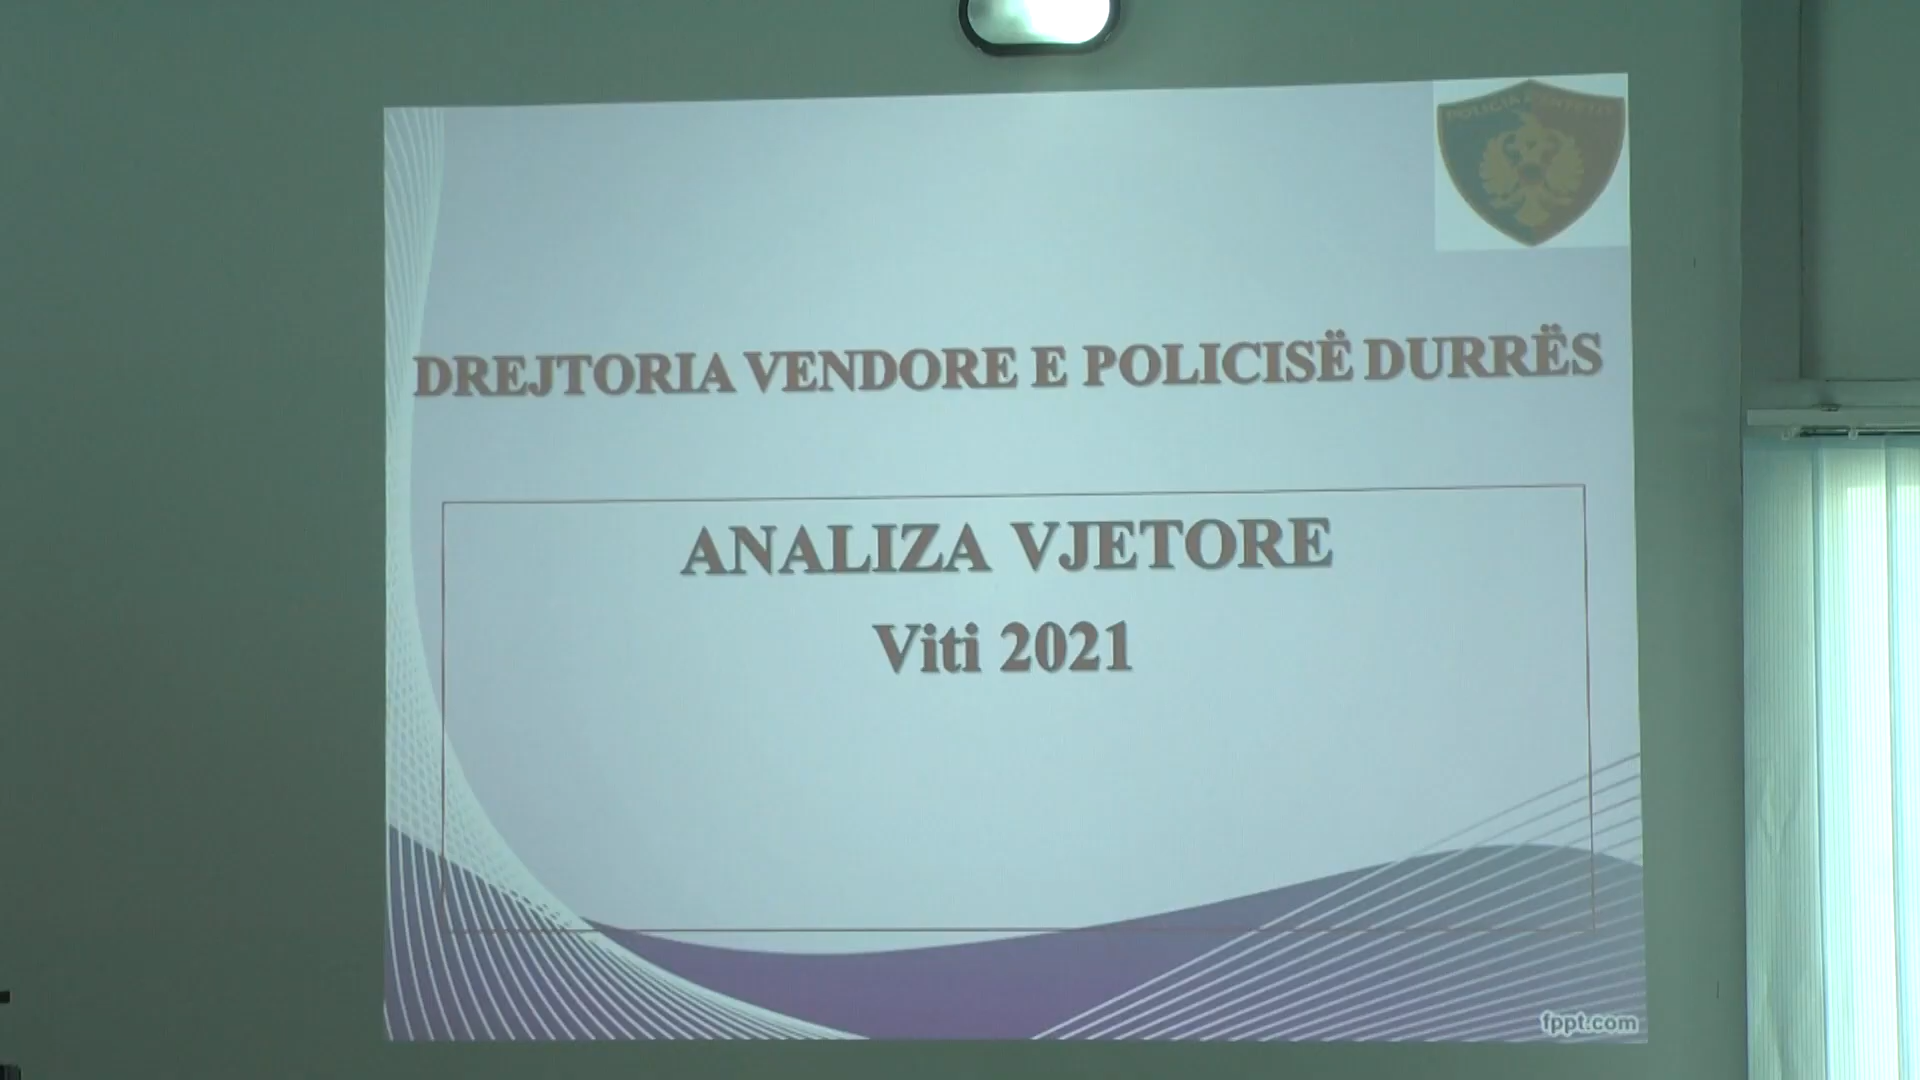 DREJTORIA VENDORE E POLICISË DURRËS
ANALIZA VJETORE
Viti 2021
fppt.com